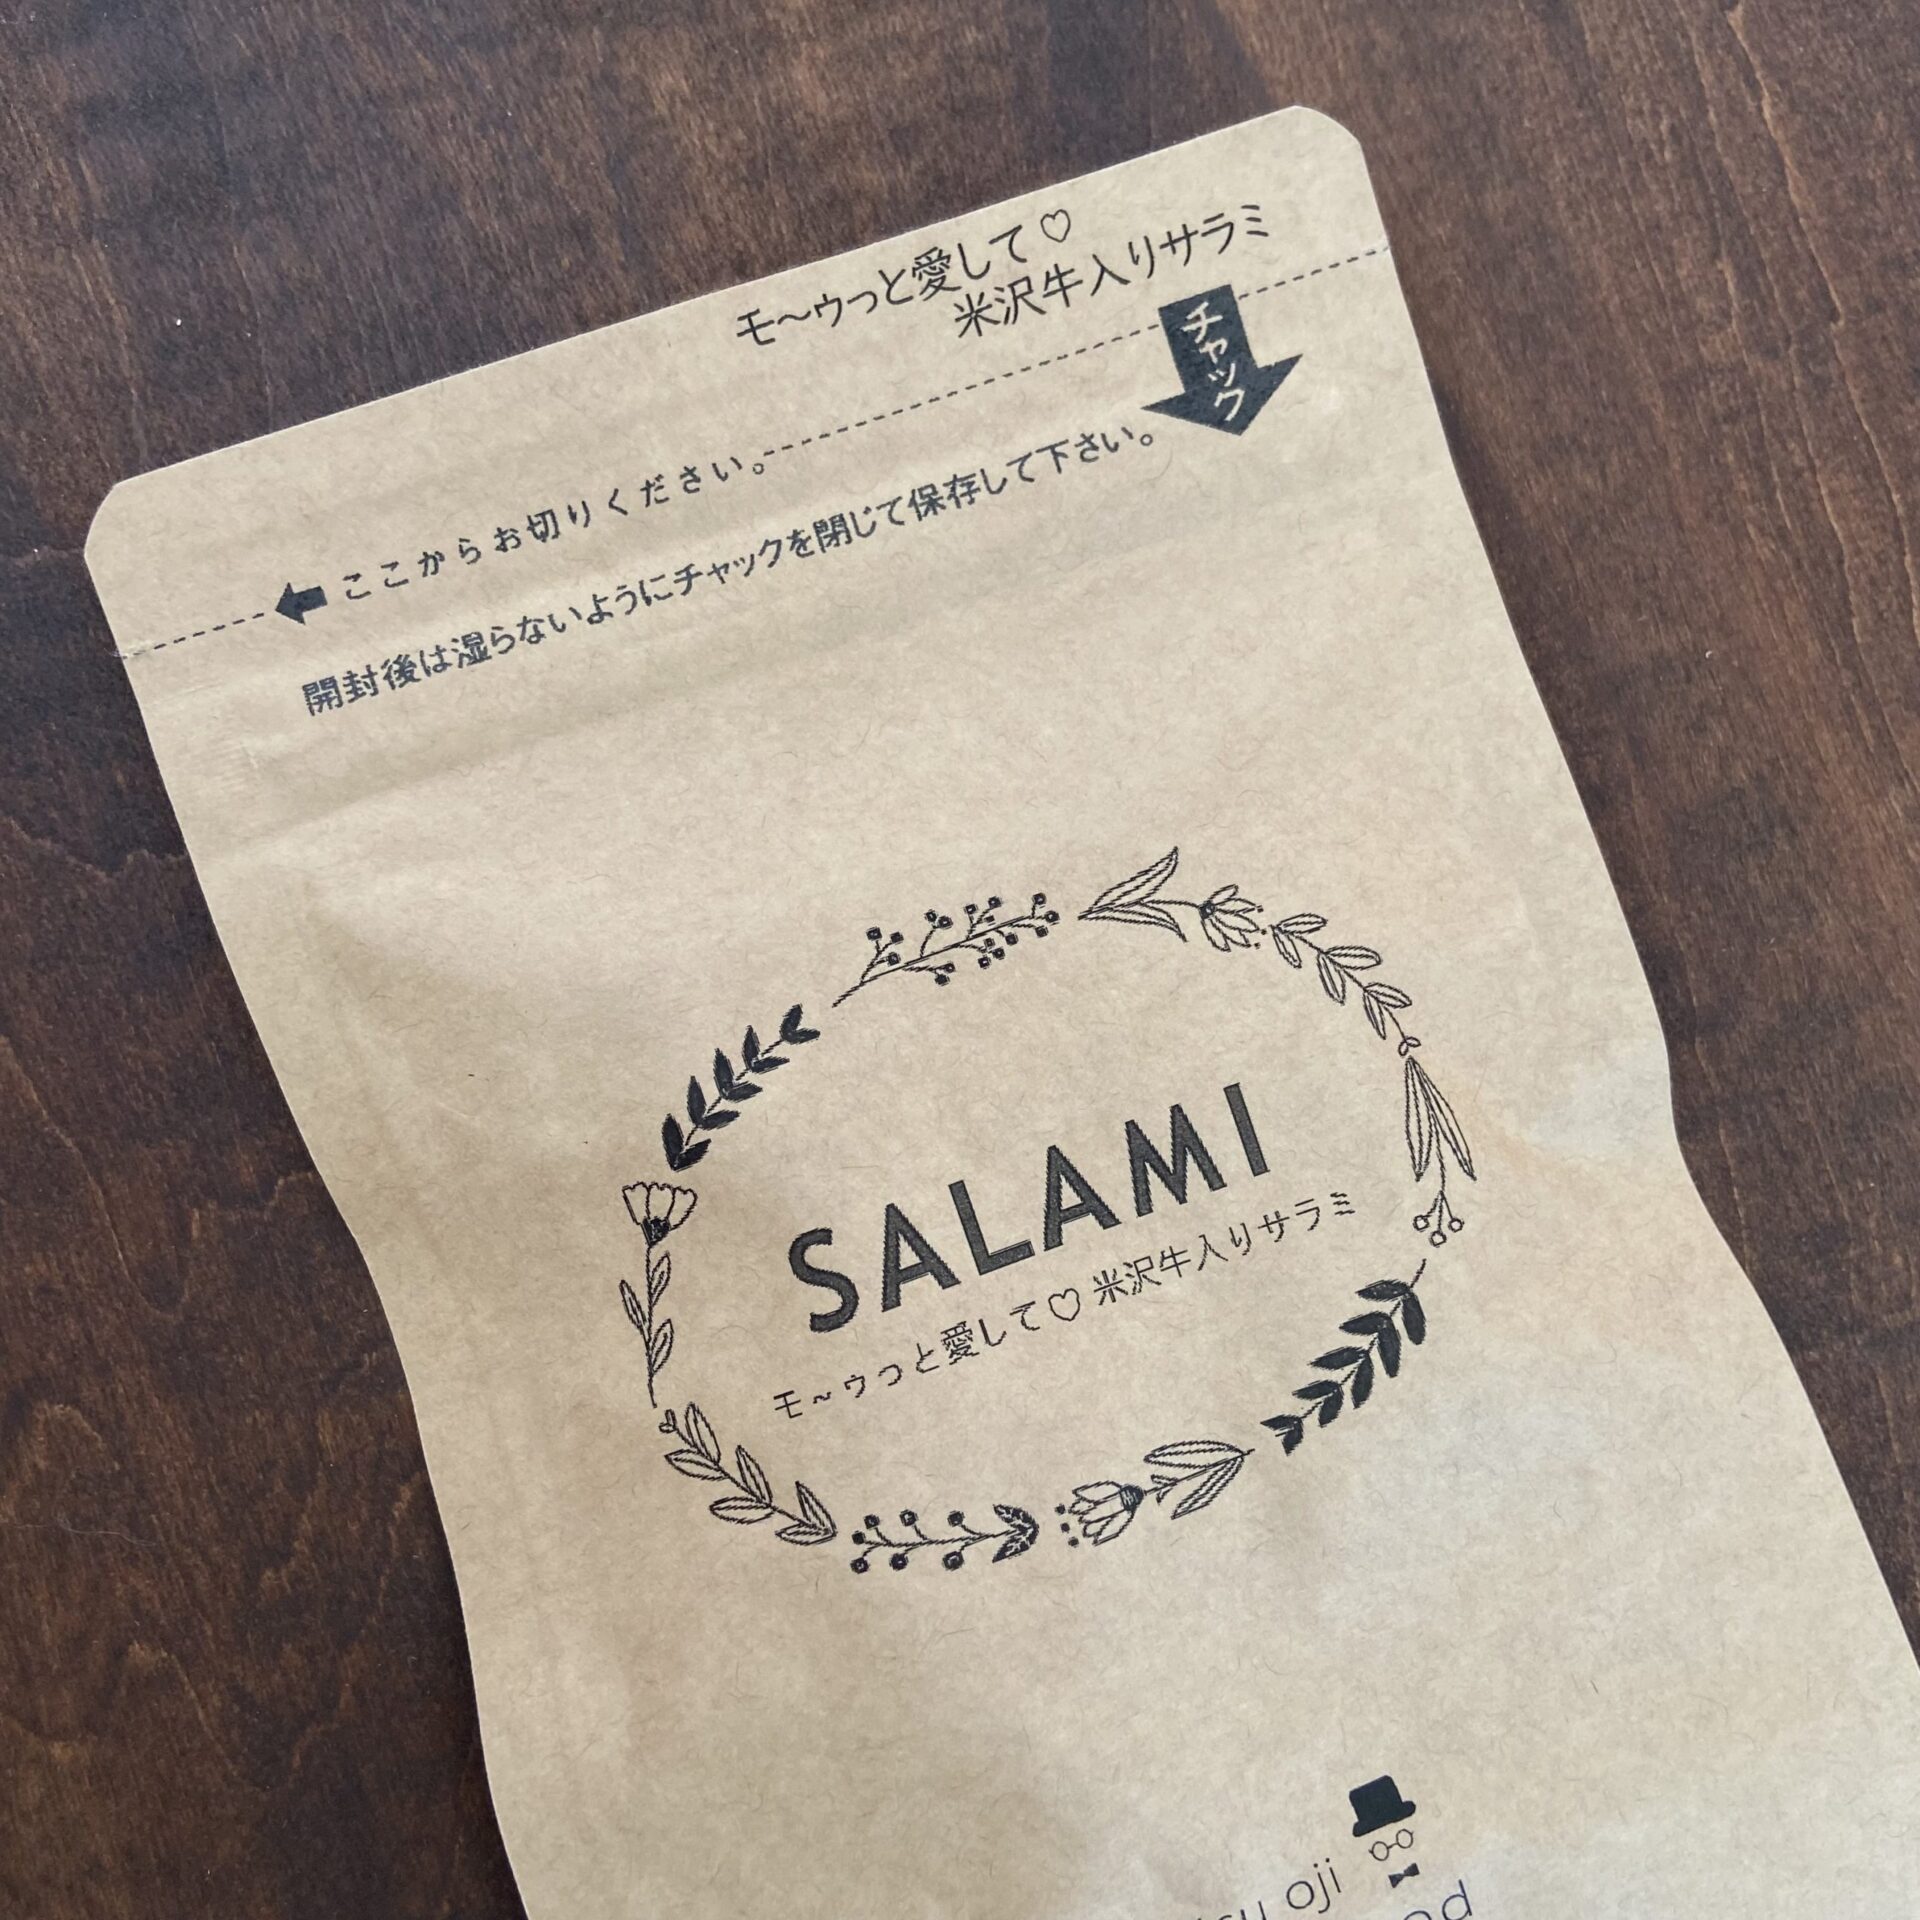 モ〜ゥっと愛して♡
米沢牛入りサラミ
チャック
ここからお切りください。
開封後は湿らないようにチャックを閉じて保存して下さい。
SALAMI
モ〜ゥっと愛して♡ 米沢牛入りサラミ
oji